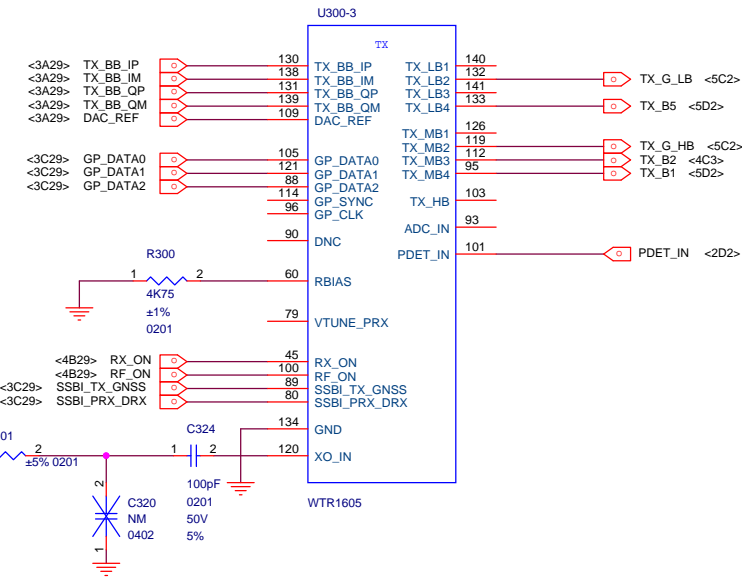 U300-3
TX
<3A29> TX_BB_IP 130 TX_BB_IP TX_LB1 140
<3A29> TX_BB_IM 138 TX_BB_IM TX_LB2 132 TX_G_LB <5C2>
<3A29> TX_BB_QP 131 TX_BB_QP TX_LB3 141
<3A29> TX_BB_QM 139 TX_BB_QM TX_LB4 133 TX_B5 <5D2>
<3A29> DAC_REF 109 DAC_REF
TX_MB1 126
TX_MB2 119 TX_G_HB <5C2>
<3C29> GP_DATA0 105 GP_DATA0 TX_MB3 112 TX_B2 <4C3>
<3C29> GP_DATA1 121 GP_DATA1 TX_MB4 95 TX_B1 <5D2>
<3C29> GP_DATA2 88 GP_DATA2
114 GP_SYNC TX_HB 103
96 GP_CLK
ADC_IN 93
90 DNC
PDET_IN 101 PDET_IN <2D2>
R300
1 2 60 RBIAS
4K75
±1%
0201
79 VTUNE_PRX
<4B29> RX_ON 45 RX_ON
<4B29> RF_ON 100 RF_ON
<3C29> SSBI_TX_GNSS 89 SSBI_TX_GNSS
<3C29> SSBI_PRX_DRX 80 SSBI_PRX_DRX
134 GND
01 C324
2 1 2 120 XO_IN
±5% 0201
100pF
0201
50V
5%
2
C320
NM
0402
1
WTR1605